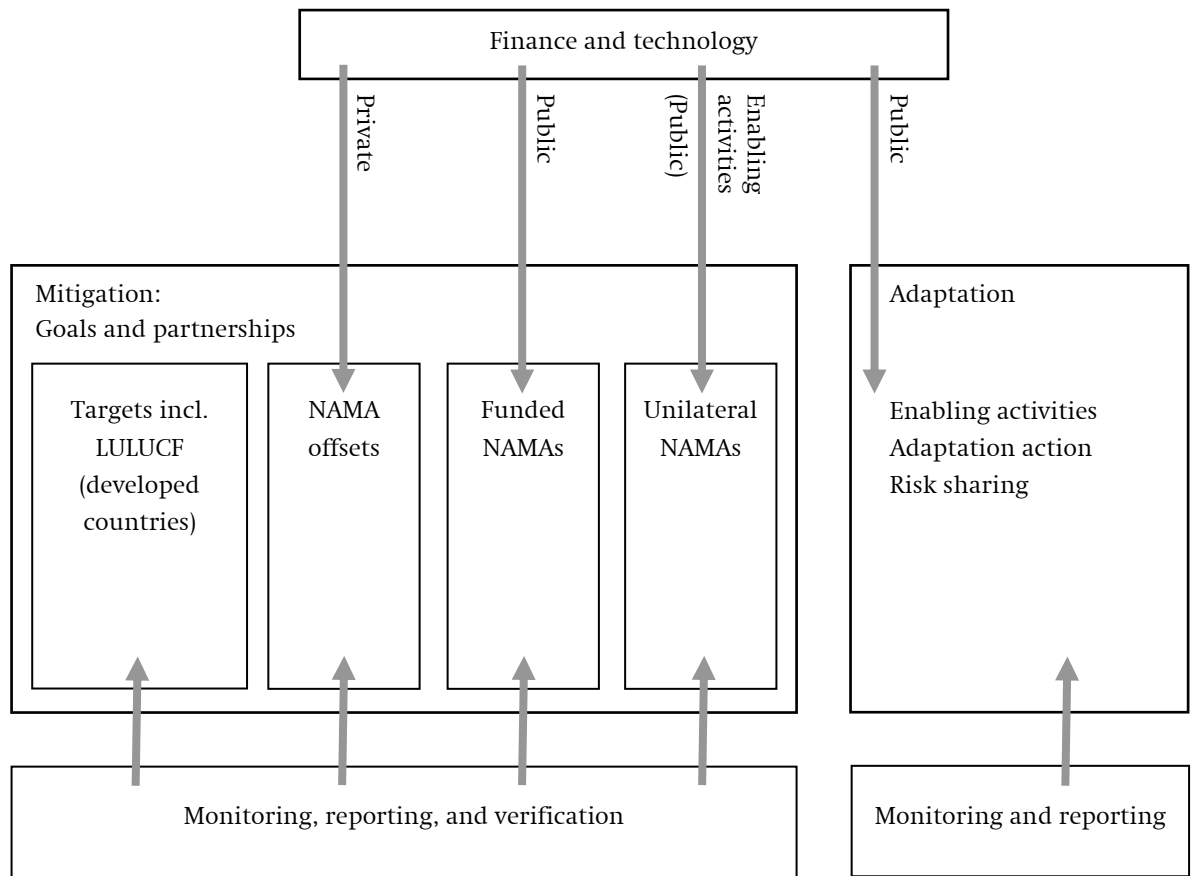 Finance and technology
Private
Public
Enabling
activities
(Public)
Public
Mitigation:
Goals and partnerships
Targets incl.
LULUCF
(developed
countries)
NAMA
offsets
Funded
NAMAs
Unilateral
NAMAs
Adaptation
Enabling activities
Adaptation action
Risk sharing
Monitoring, reporting, and verification
Monitoring and reporting